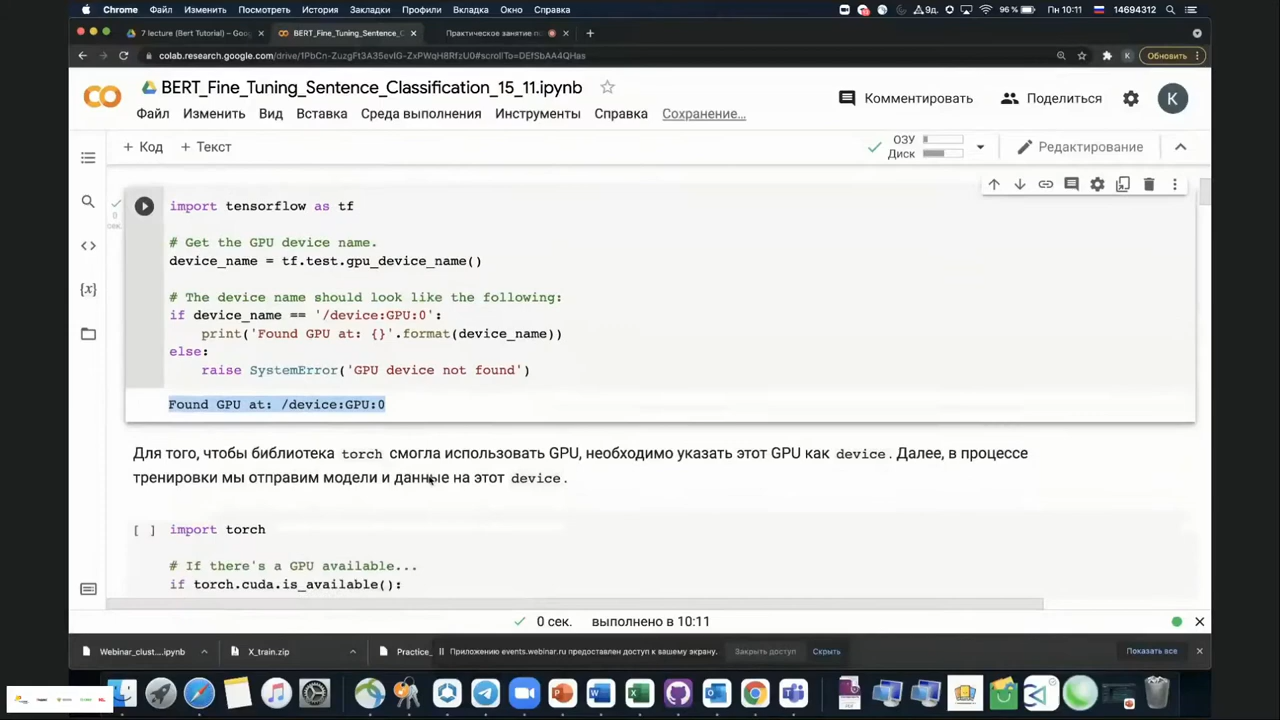 Chrome Файл Изменить Посмотреть История Закладки Профили Вкладка Окно Справка 9д. 96 % Пн 10:11 14694312
7 lecture (Bert Tutorial) – Goo
BERT_Fine_Tuning_Sentence_C
Практическое занятие по
colab.research.google.com/drive/
Обновить
BERT_Fine_Tuning_Sentence_Classification_15_11.ipynb
Комментировать Поделиться K
Файл Изменить Вид Вставка Среда выполнения Инструменты Справка Сохранение...
+ Код + Текст
ОЗУ
Диск
Редактирование
0
сек.
import tensorflow as tf
# Get the GPU device name.
device_name = tf.test.gpu_device_name()
# The device name should look like the following:
if device_name == '/device:GPU:0':
print('Found GPU at: {}'.format(device_name))
else:
raise SystemError('GPU device not found')
Found GPU at: /device:GPU:0
Для того, чтобы библиотека torch смогла использовать GPU, необходимо указать этот GPU как device. Далее, в процессе
тренировки мы отправим модели и данные на этот device.
[ ] import torch
# If there's a GPU available...
if torch.cuda.is_available():
0 сек. выполнено в 10:11
Webinar_clust....ipynb
X_train.zip
Practice_
Приложению events.webinar.ru предоставлен доступ к вашему экрану.
Закрыть доступ
Скрыть
Показать все